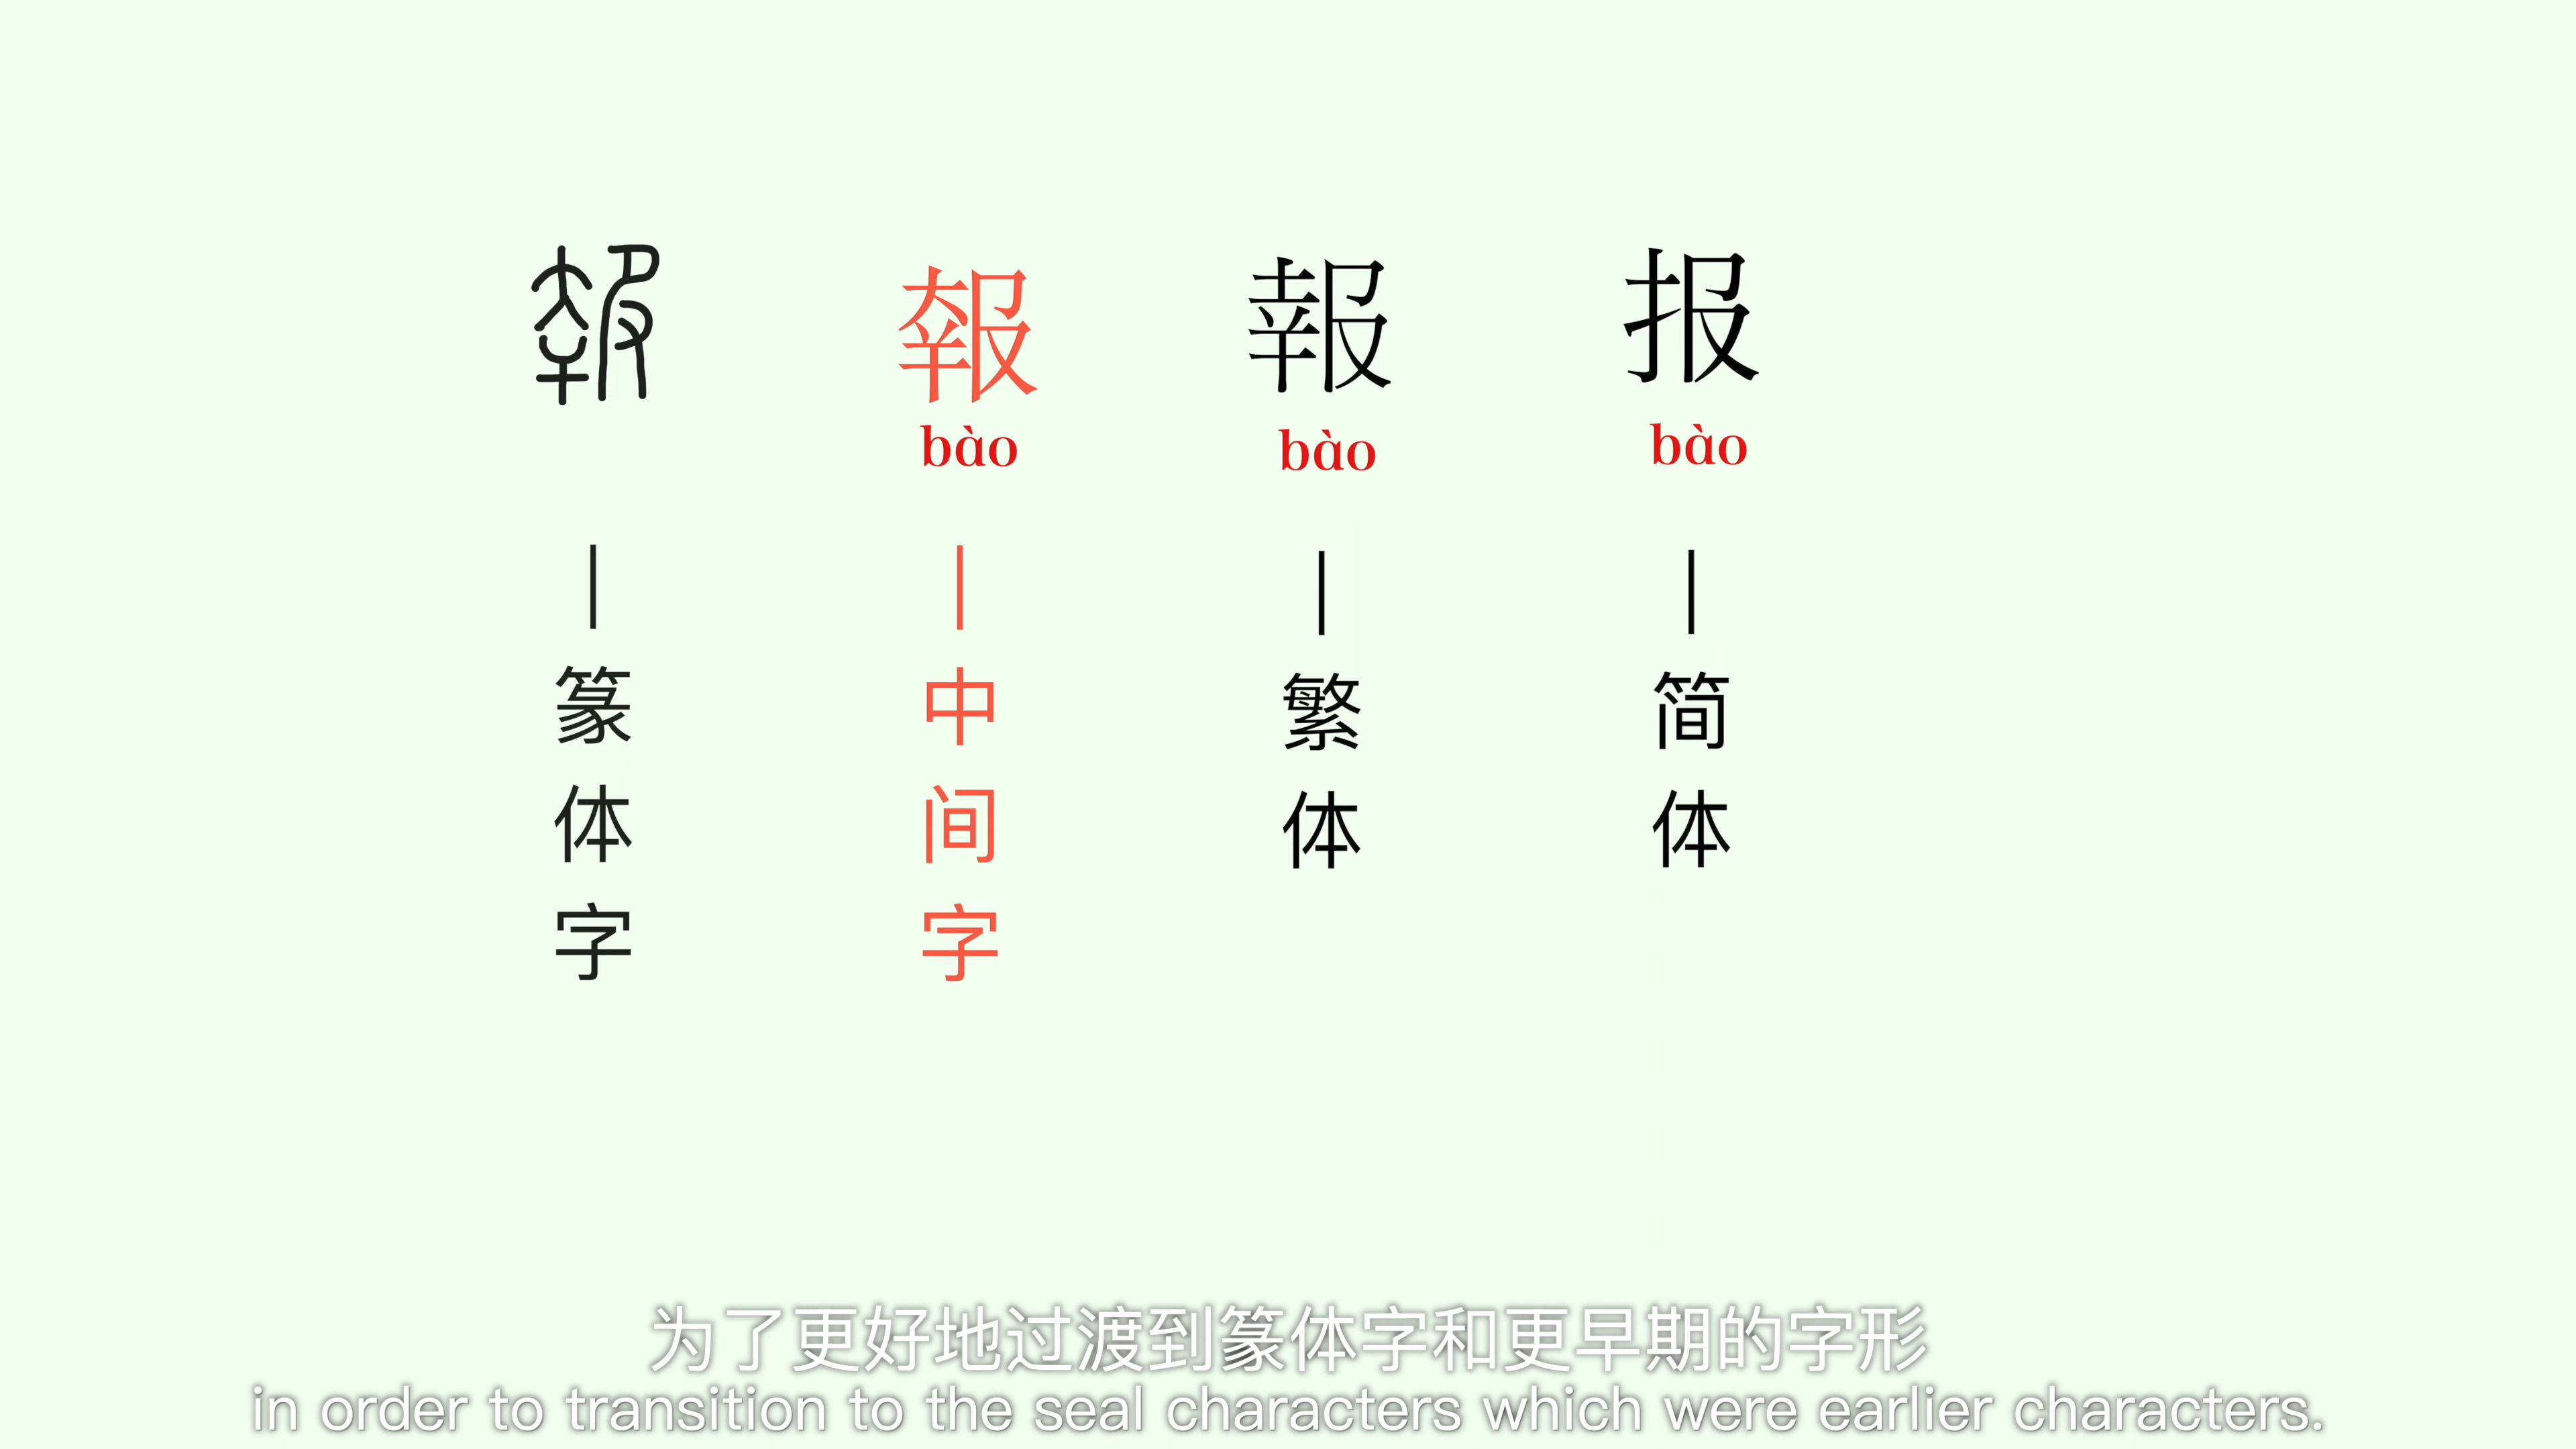 報 𡙈 報 报
bào bào bào
篆体字
中间字
繁体
简体
为了更好地过渡到篆体字和更早期的字形
in order to transition to the seal characters which were earlier characters.